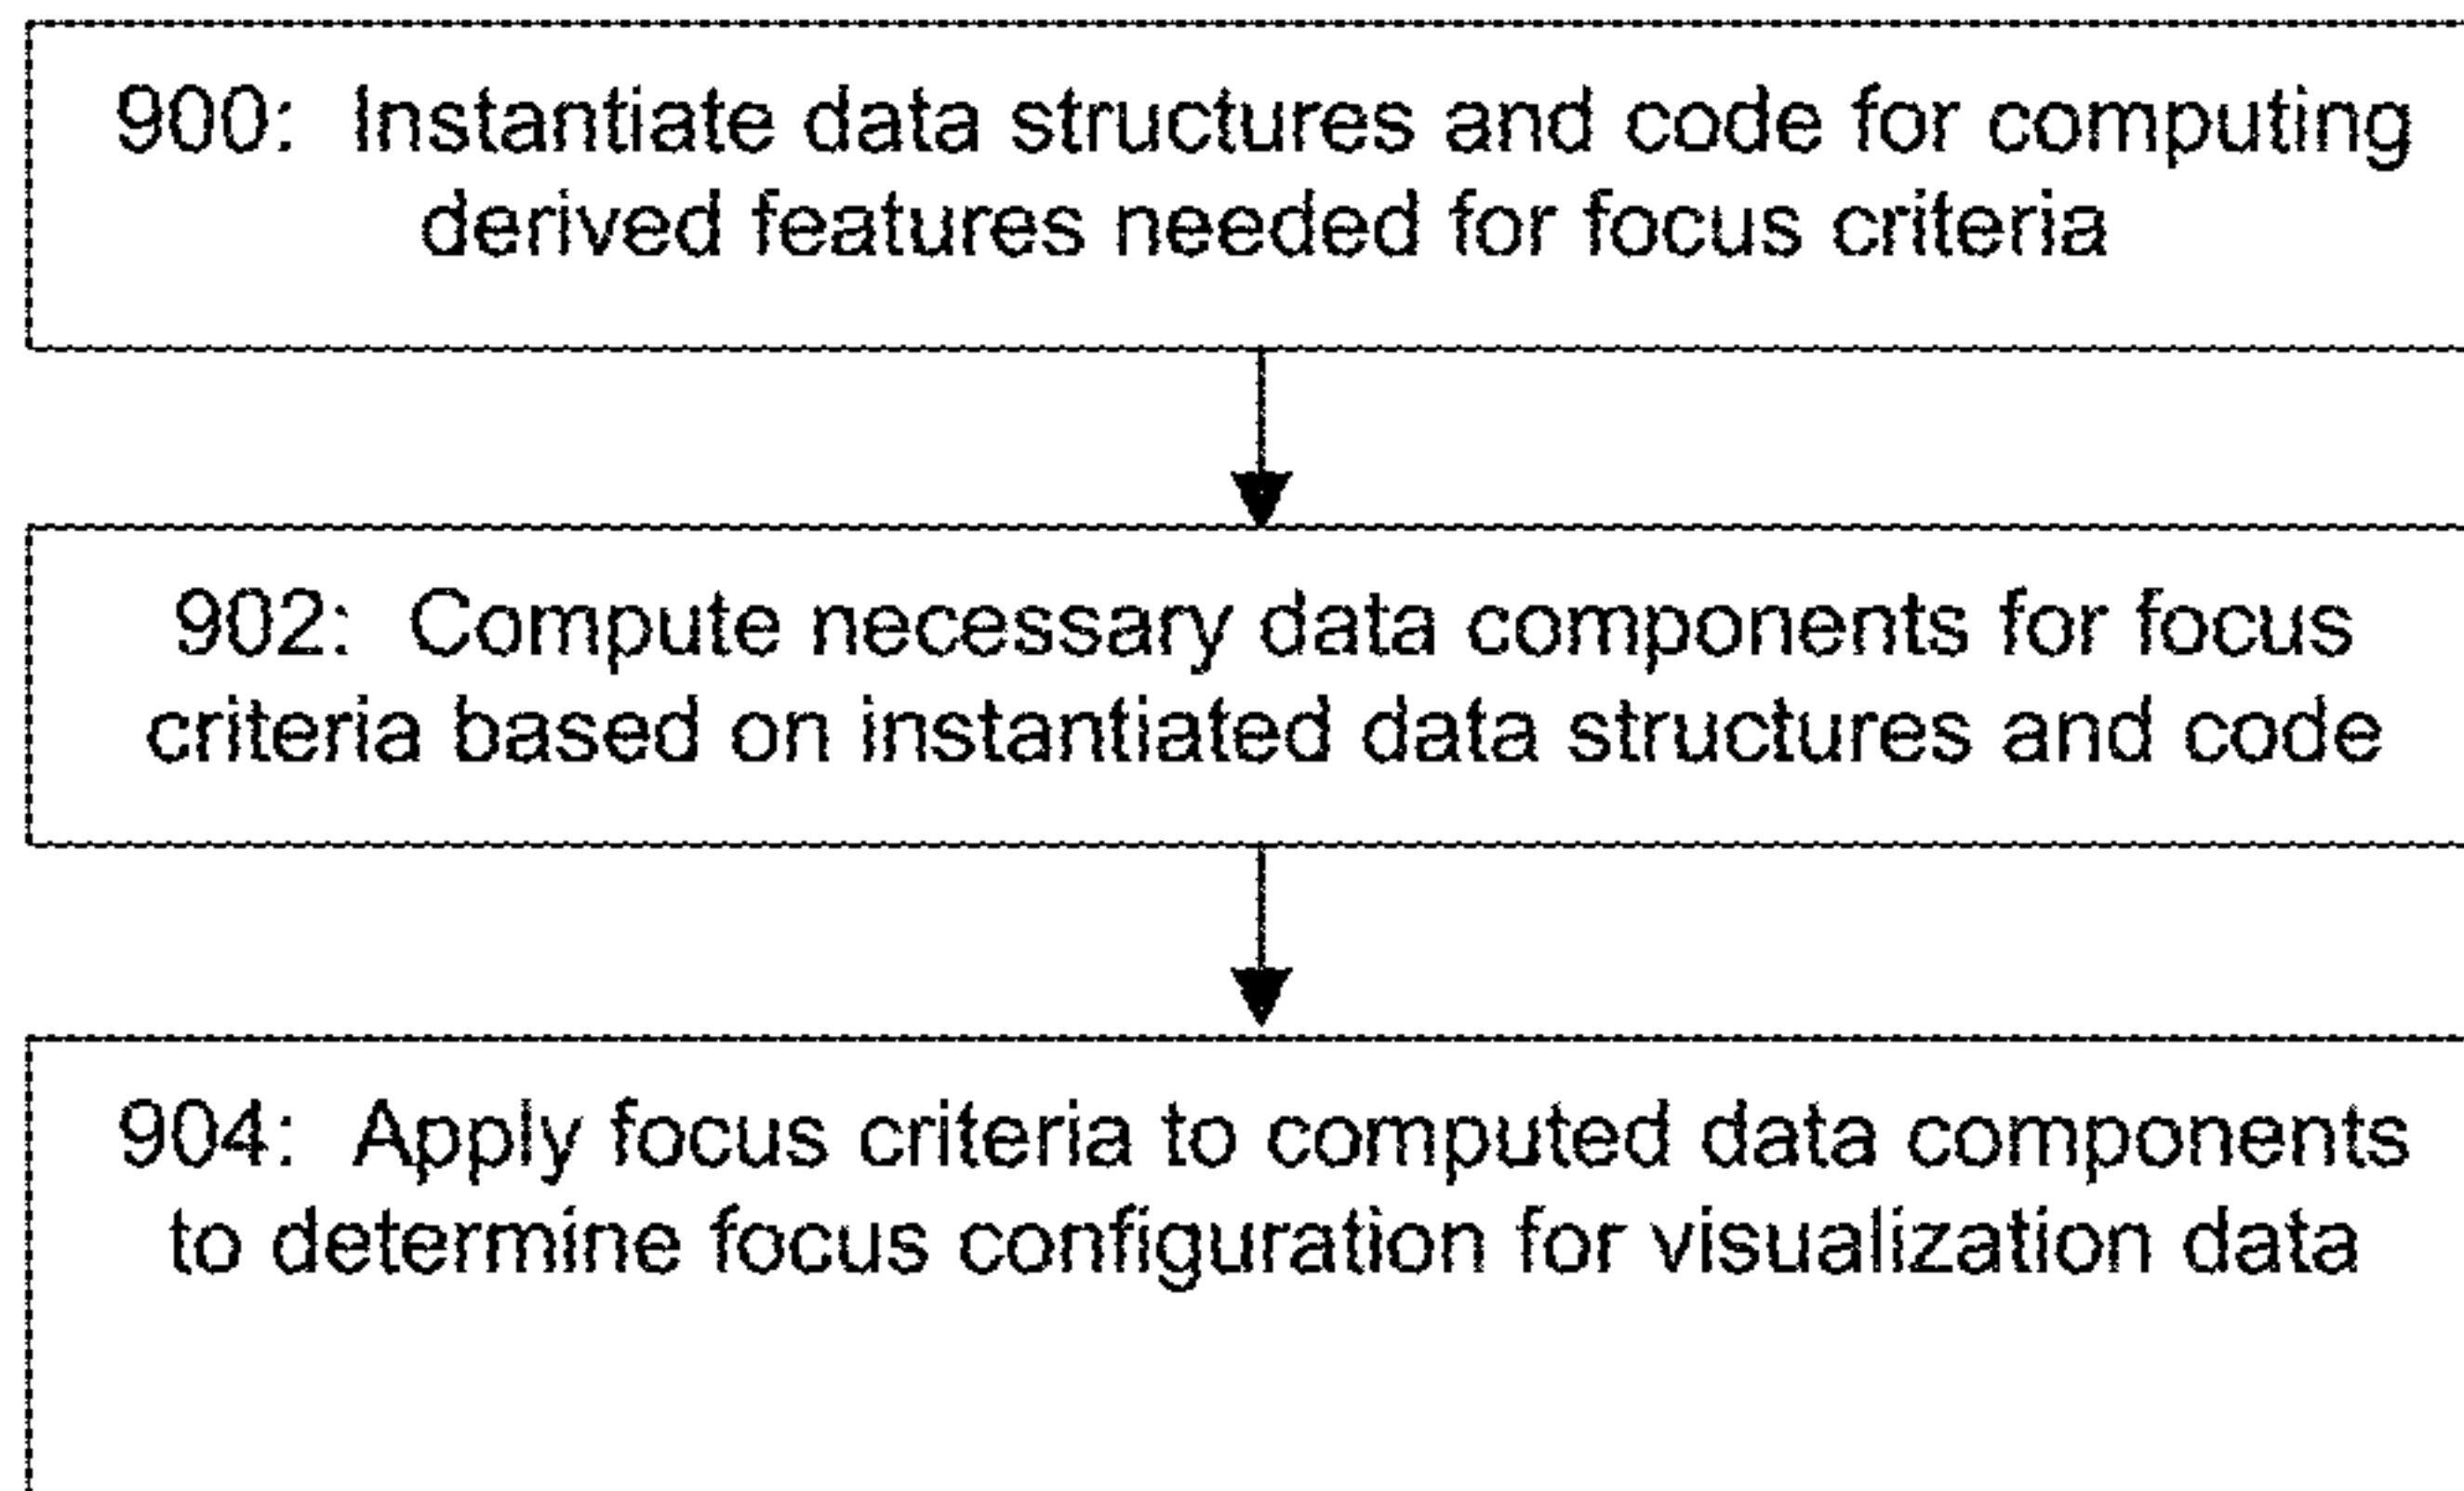 900: Instantiate data structures and code for computing
derived features needed for focus criteria
902: Compute necessary data components for focus
criteria based on instantiated data structures and code
904: Apply focus criteria to computed data components
to determine focus configuration for visualization data